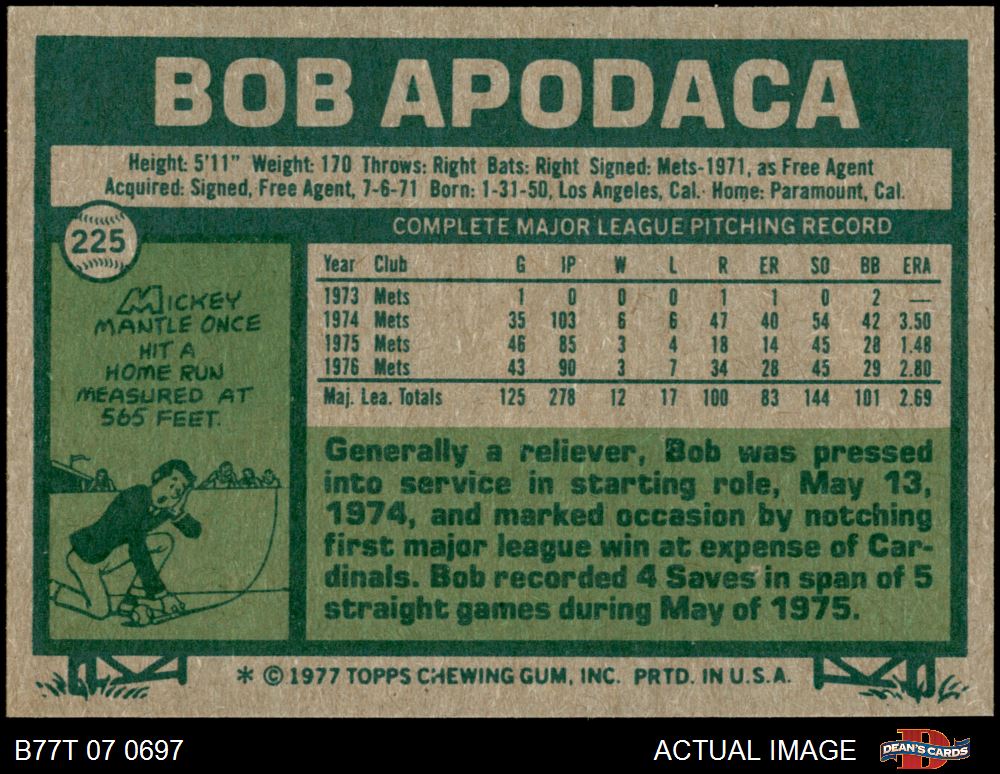 BOB APODACA
Height: 5'11" Weight: 170 Throws: Right Bats: Right Signed: Mets-1971, as Free Agent
Acquired: Signed, Free Agent, 7-6-71 Born: 1-31-50, Los Angeles, Cal. Home: Paramount, Cal.
225
MICKEY
MANTLE ONCE
HIT A
HOME RUN
MEASURED AT
565 FEET.
COMPLETE MAJOR LEAGUE PITCHING RECORD
Year Club G IP W L R ER SO BB ERA
1973 Mets 1 0 0 0 1 1 0 2 —
1974 Mets 35 103 6 6 47 40 54 42 3.50
1975 Mets 46 85 3 4 18 14 45 28 1.48
1976 Mets 43 90 3 7 34 28 45 29 2.80
Maj. Lea. Totals 125 278 12 17 100 83 144 101 2.69
Generally a reliever, Bob was pressed
into service in starting role, May 13,
1974, and marked occasion by notching
first major league win at expense of Car-
dinals. Bob recorded 4 Saves in span of 5
straight games during May of 1975.
* © 1977 TOPPS CHEWING GUM, INC. PRTD. IN U.S.A.
B77T 07 0697
ACTUAL IMAGE
DEAN'S CARDS